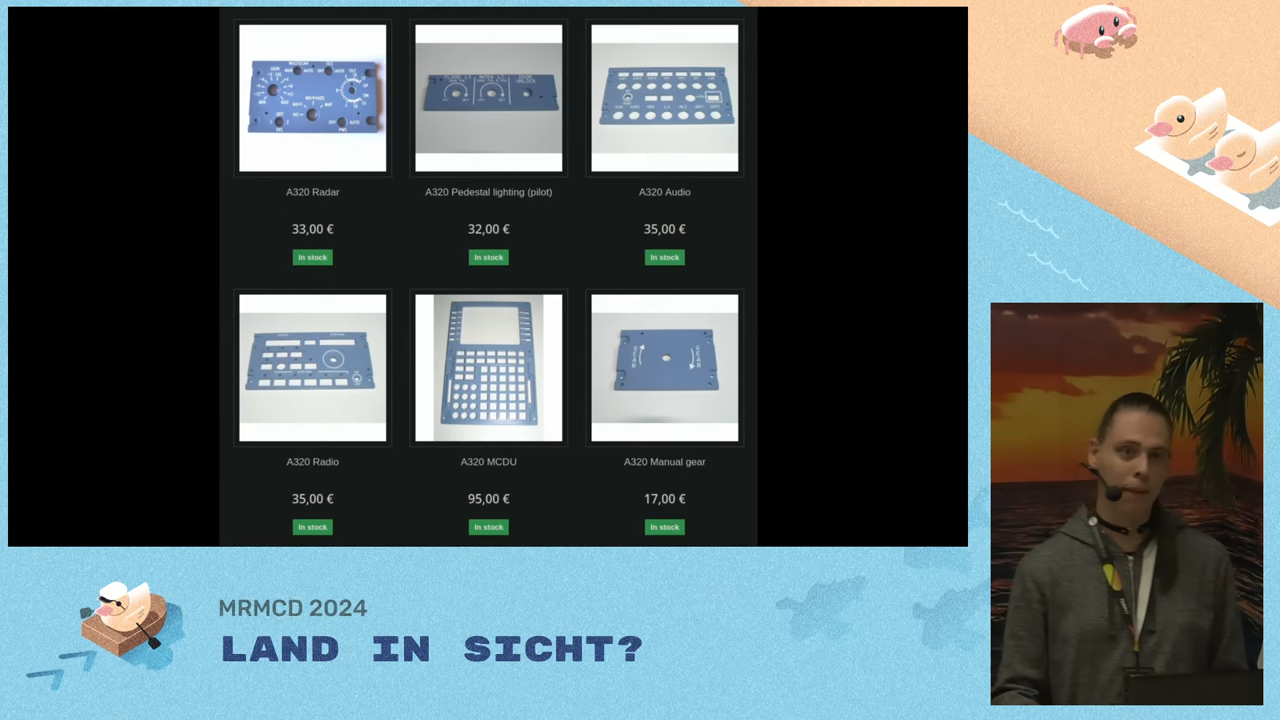 A320 Radar
A320 Pedestal lighting (pilot)
A320 Audio
33,00 €
32,00 €
35,00 €
In stock
In stock
In stock
A320 Radio
A320 MCDU
A320 Manual gear
35,00 €
95,00 €
17,00 €
In stock
In stock
In stock
MRMCD 2024
LAND IN SICHT?